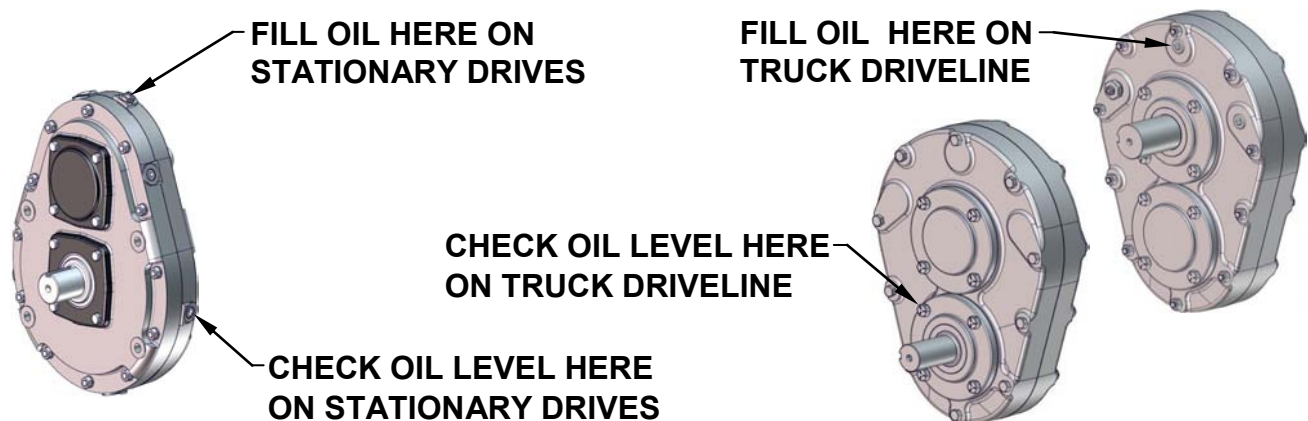 FILL OIL HERE ON
STATIONARY DRIVES
FILL OIL  HERE ON
TRUCK DRIVELINE
CHECK OIL LEVEL HERE
ON TRUCK DRIVELINE
CHECK OIL LEVEL HERE
ON STATIONARY DRIVES